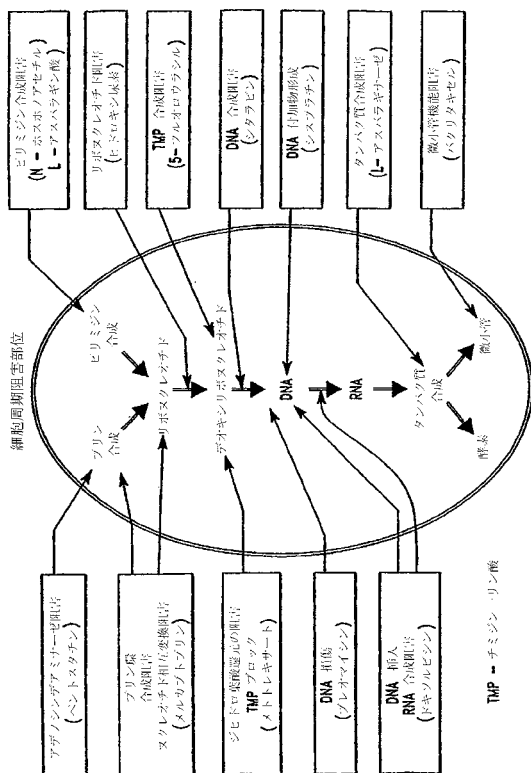 細胞周期阻害部位
アデノシンデアミナーゼ阻害
(ペントスタチン)
プリン環
合成阻害
ヌクレオチド相互変換阻害
(メルカプトプリン)
ジヒドロ葉酸還元の阻害
TMP ブロック
(メトトレキサート)
DNA 損傷
(ブレオマイシン)
DNA 挿入
RNA 合成阻害
(ドキソルビシン)
TMP - チミジン 一リン酸
プリン
合成
ピリミジン
合成
リボヌクレオチド
デオキシリボヌクレオチド
DNA
RNA
タンパク質
合成
酵素
微小管
ピリミジン合成阻害
(N - ホスホノアセチル
L - アスパラギン酸)
リボヌクレオチド阻害
(ヒドロキシ尿素)
TMP 合成阻害
(5-フルオロウラシル)
DNA 合成阻害
(シタラビン)
DNA 付加物形成
(シスプラチン)
タンパク質合成阻害
(L-アスパラギナーゼ)
微小管機能阻害
(パクリタキセル)